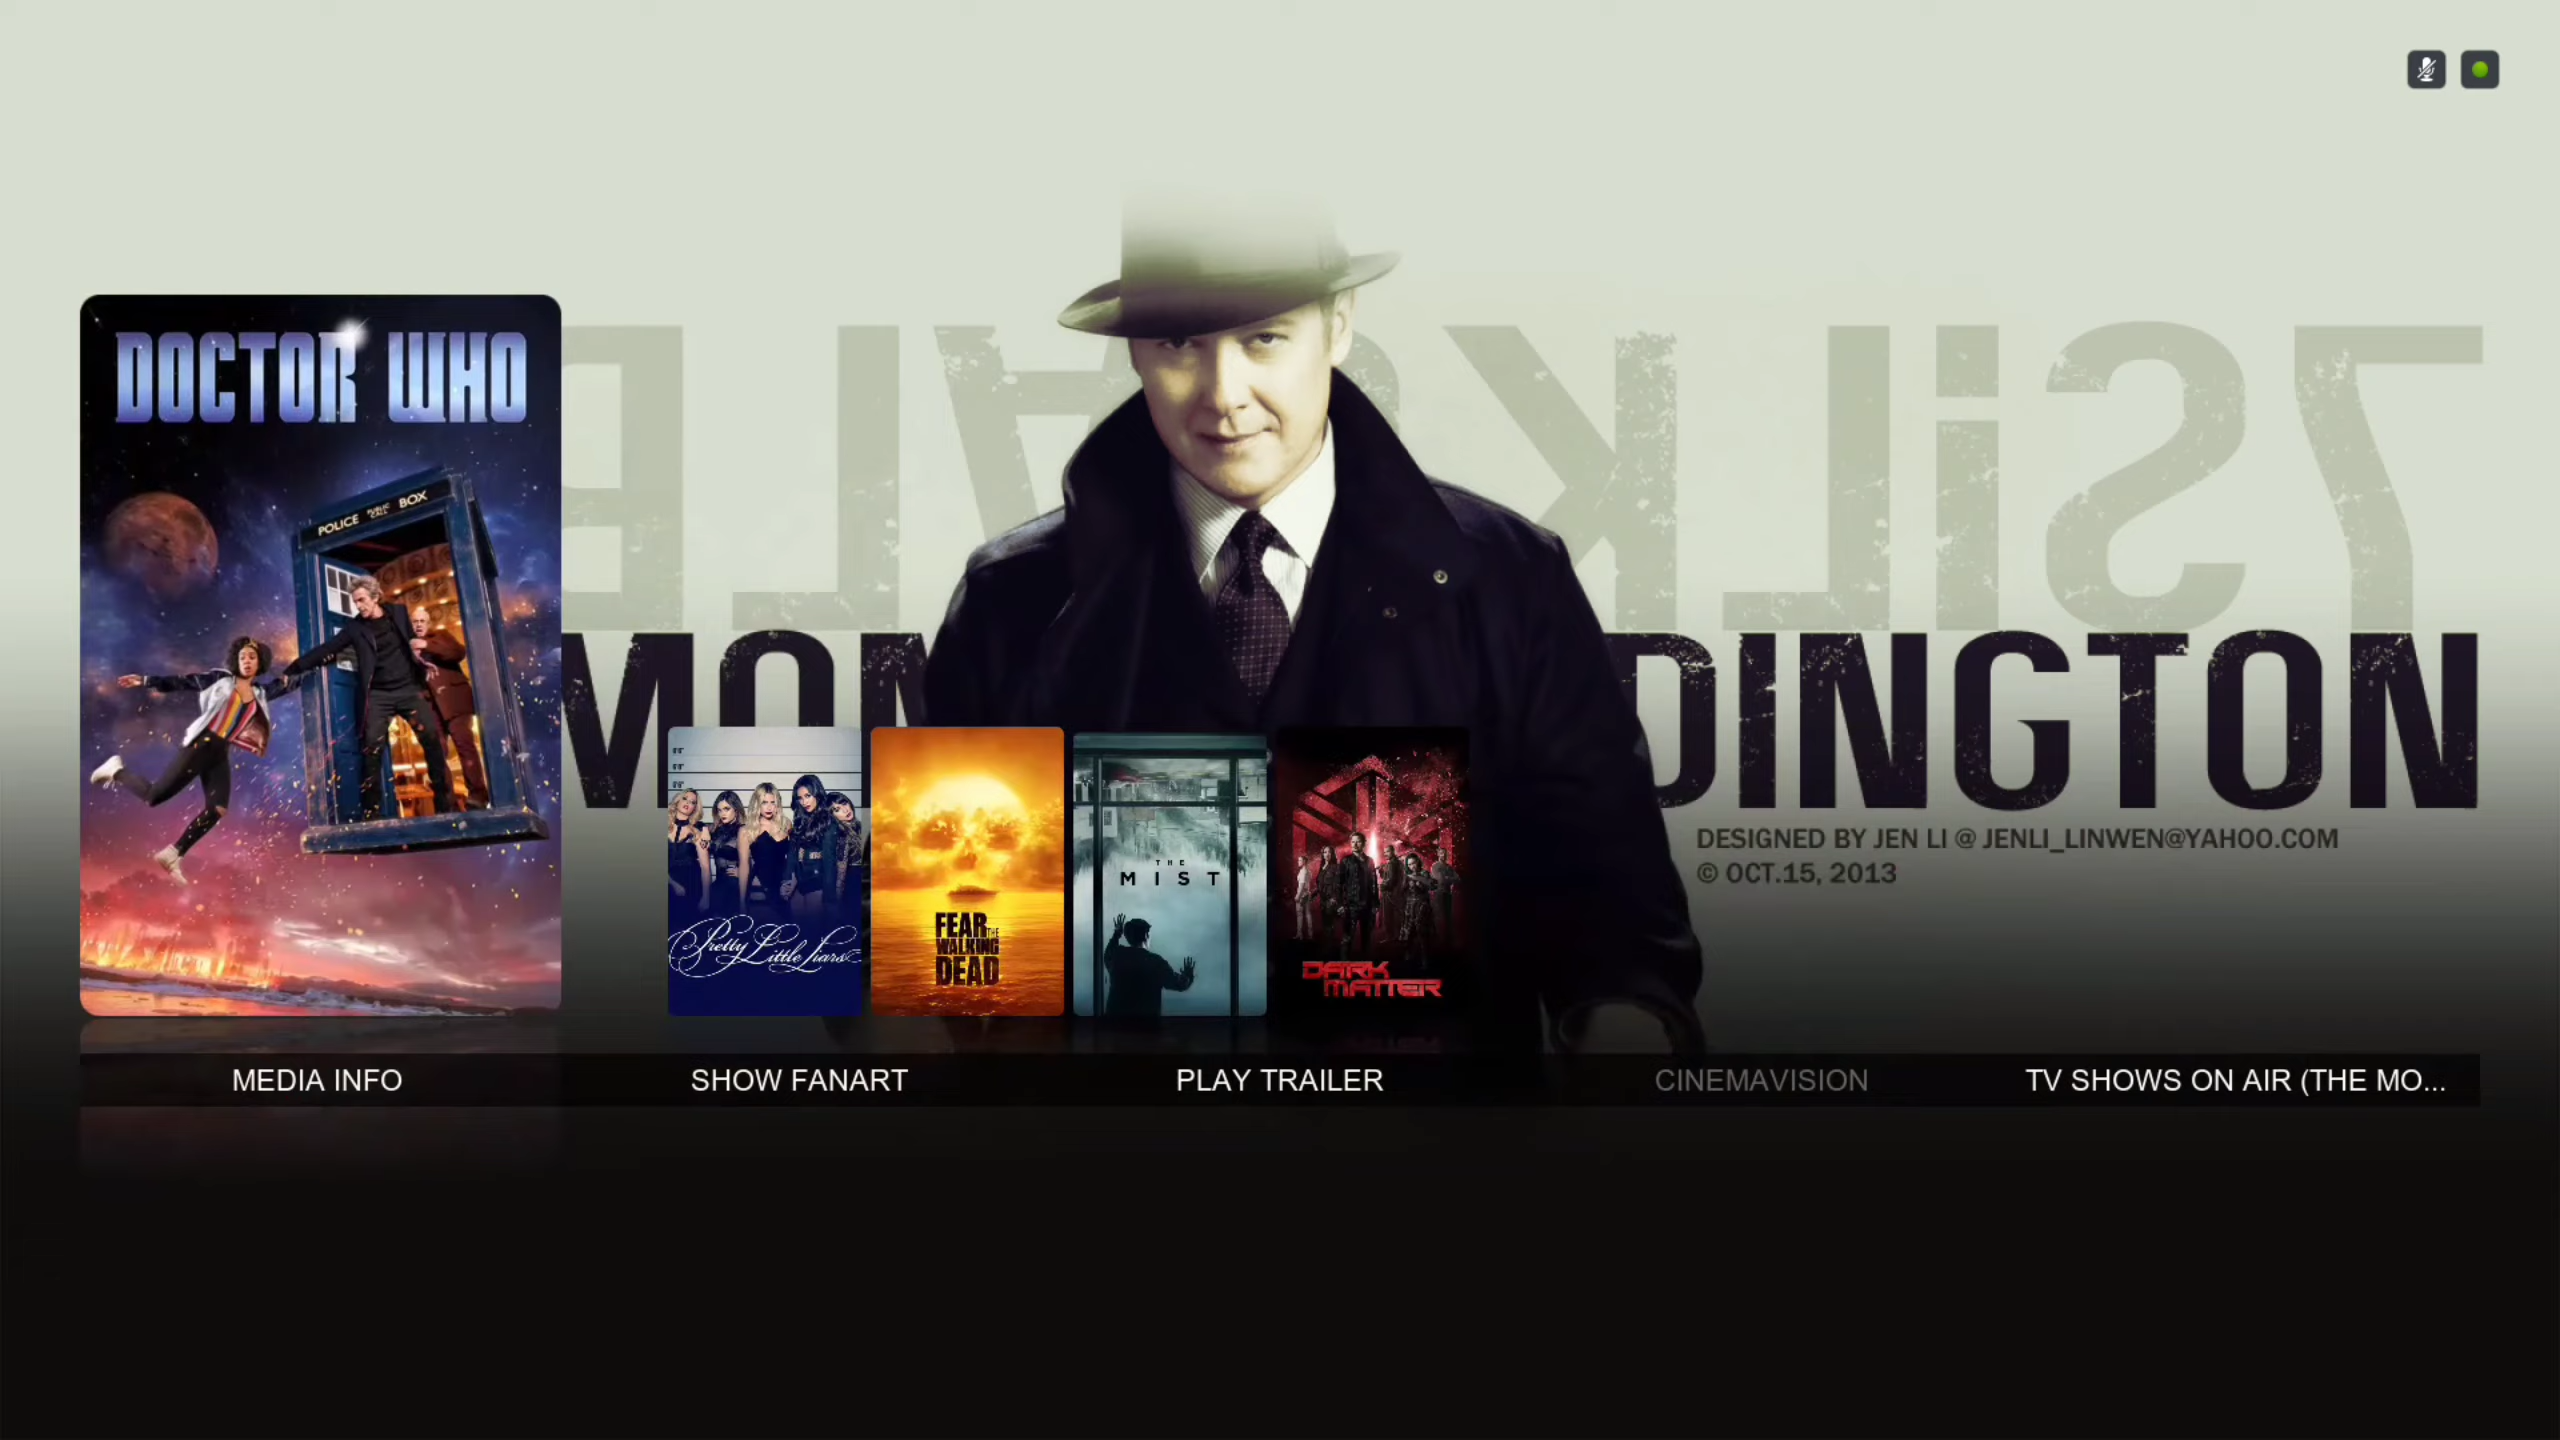 DOCTOR WHO
POLICE PUBLIC CALL BOX
MON
DINGTON
DESIGNED BY JEN LI @ JENLI_LINWEN@YAHOO.COM
© OCT.15, 2013
Pretty Little Liars
FEAR THE
WALKING
DEAD
THE
MIST
DARK
MATTER
MEDIA INFO
SHOW FANART
PLAY TRAILER
CINEMAVISION
TV SHOWS ON AIR (THE MO...